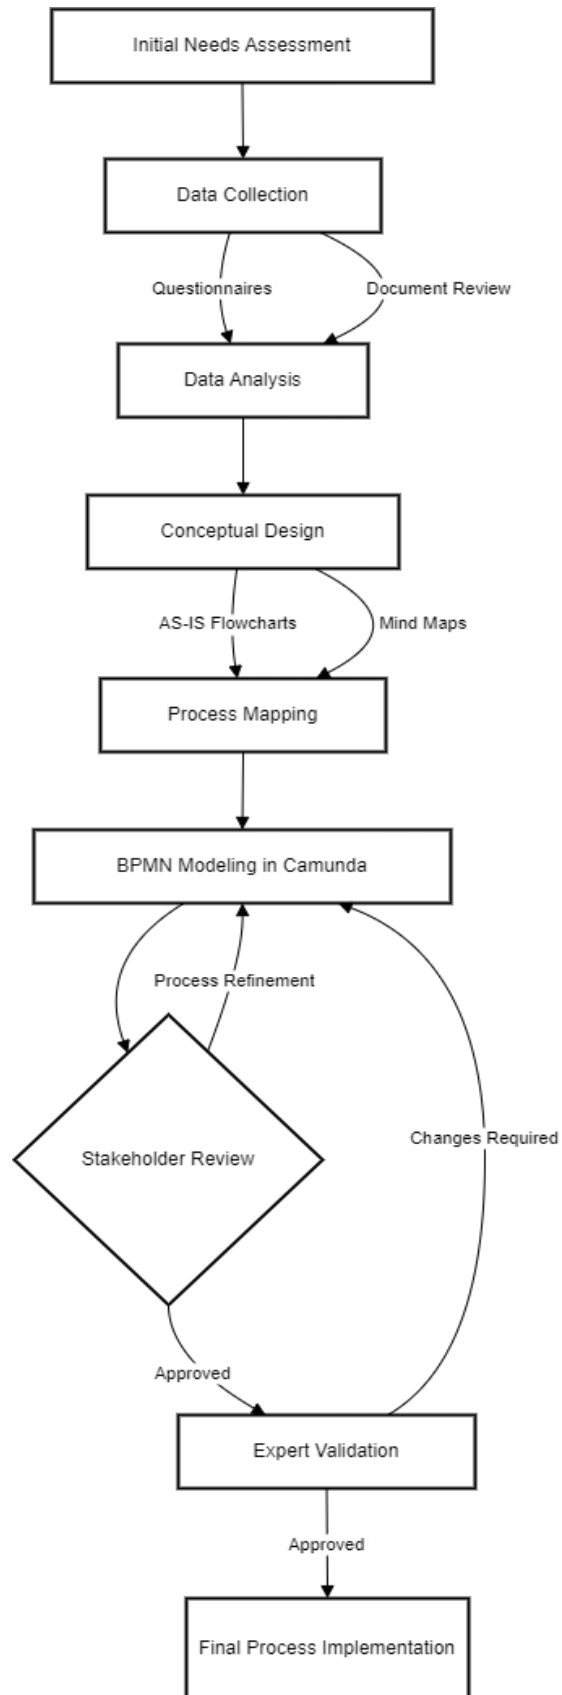 Initial Needs Assessment
Data Collection
Questionnaires
Document Review
Data Analysis
Conceptual Design
AS-IS Flowcharts
Mind Maps
Process Mapping
BPMN Modeling in Camunda
Process Refinement
Changes Required
Stakeholder Review
Approved
Expert Validation
Approved
Final Process Implementation